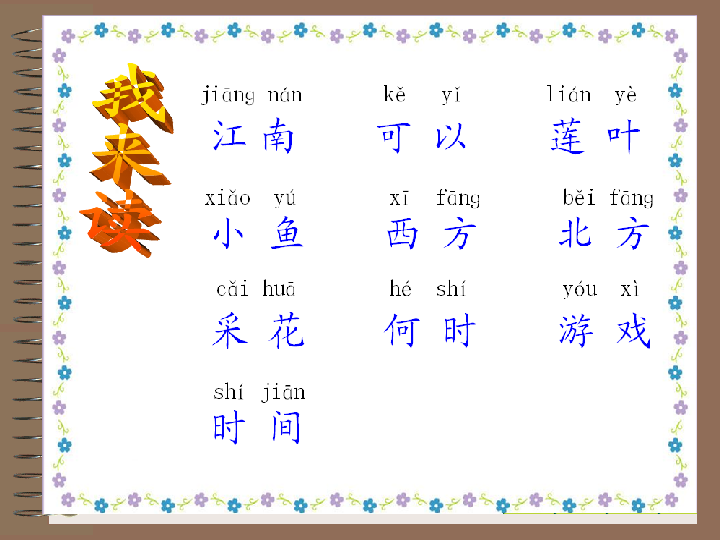 我来读
jiāng nán kě yǐ lián yè
江南 可以 莲叶
xiǎo yú xī fāng běi fāng
小鱼 西方 北方
cǎi huā hé shí yóu xì
采花 何时 游戏
shí jiān
时间